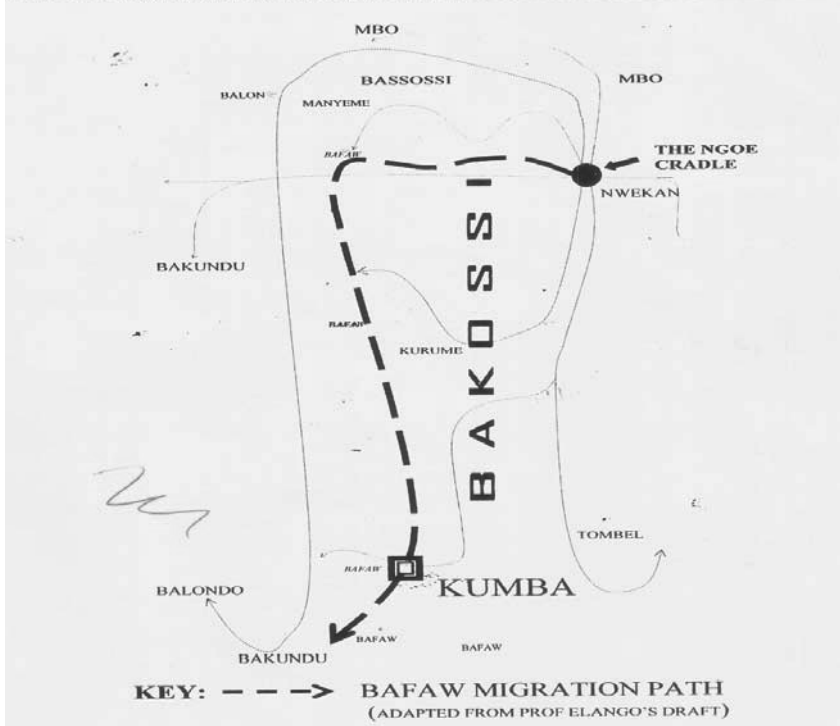 MBO
BASSOSSI
MBO
BALON
MANYEME
BAFAW
THE NGOE
CRADLE
NWEKAN
BAKUNDU
BAFAW
KURUME
BAKOSSI
TOMBEL
BAFAW
KUMBA
BALONDO
BAFAW
BAFAW
BAKUNDU
KEY: BAFAW MIGRATION PATH
(ADAPTED FROM PROF ELANGO'S DRAFT)